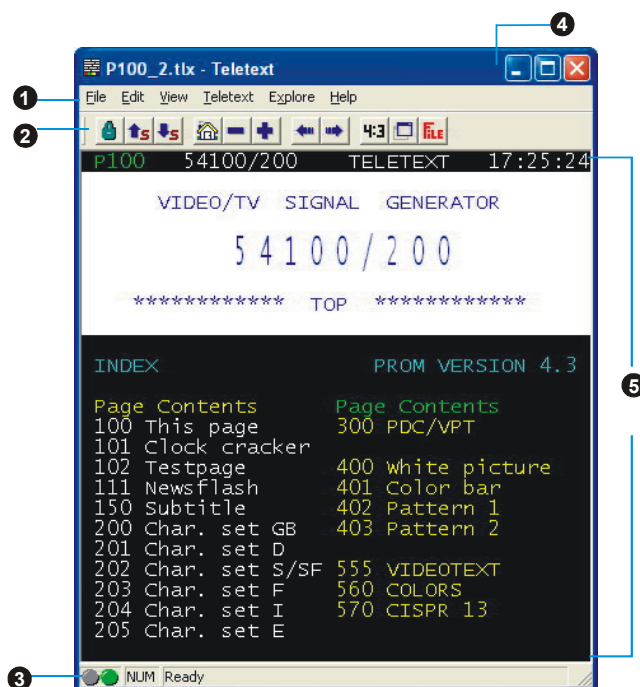 4
P100_2.tlx - Teletext
1
File Edit View Teletext Explore Help
2
S S 4:3 FILE
P100 54100/200 TELETEXT 17:25:24
VIDEO/TV SIGNAL GENERATOR
54100/200
************ TOP ************
INDEX PROM VERSION 4.3
5
Page Contents Page Contents
100 This page 300 PDC/VPT
101 Clock cracker
102 Testpage 400 White picture
111 Newsflash 401 Color bar
150 Subtitle 402 Pattern 1
200 Char. set GB 403 Pattern 2
201 Char. set D
202 Char. set S/SF 555 VIDEOTEXT
203 Char. set F 560 COLORS
204 Char. set I 570 CISPR 13
205 Char. set E
3
NUM Ready